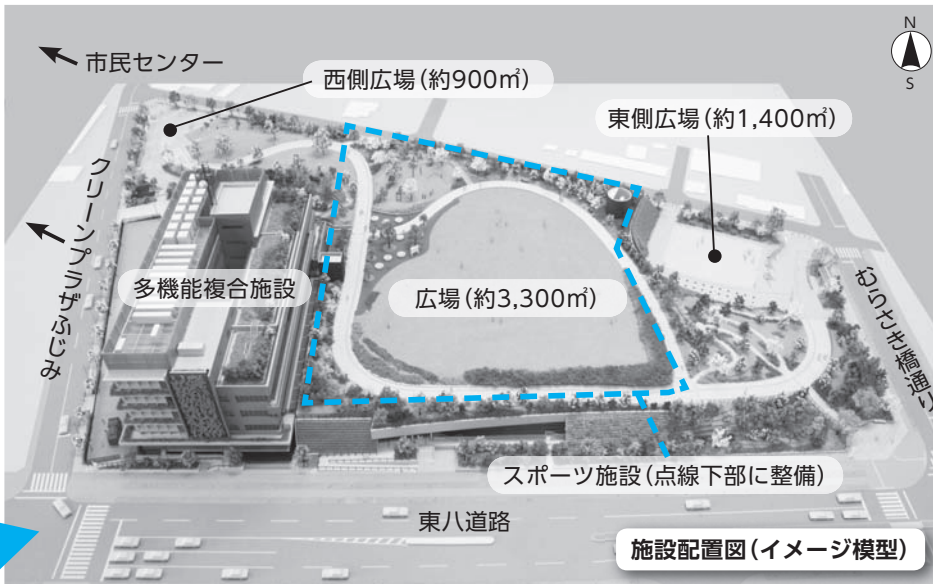 N
S
市民センター
西側広場(約900㎡)
東側広場(約1,400㎡)
クリーンプラザふじみ
多機能複合施設
広場(約3,300㎡)
むらさき橋通り
スポーツ施設(点線下部に整備)
東八道路
施設配置図(イメージ模型)